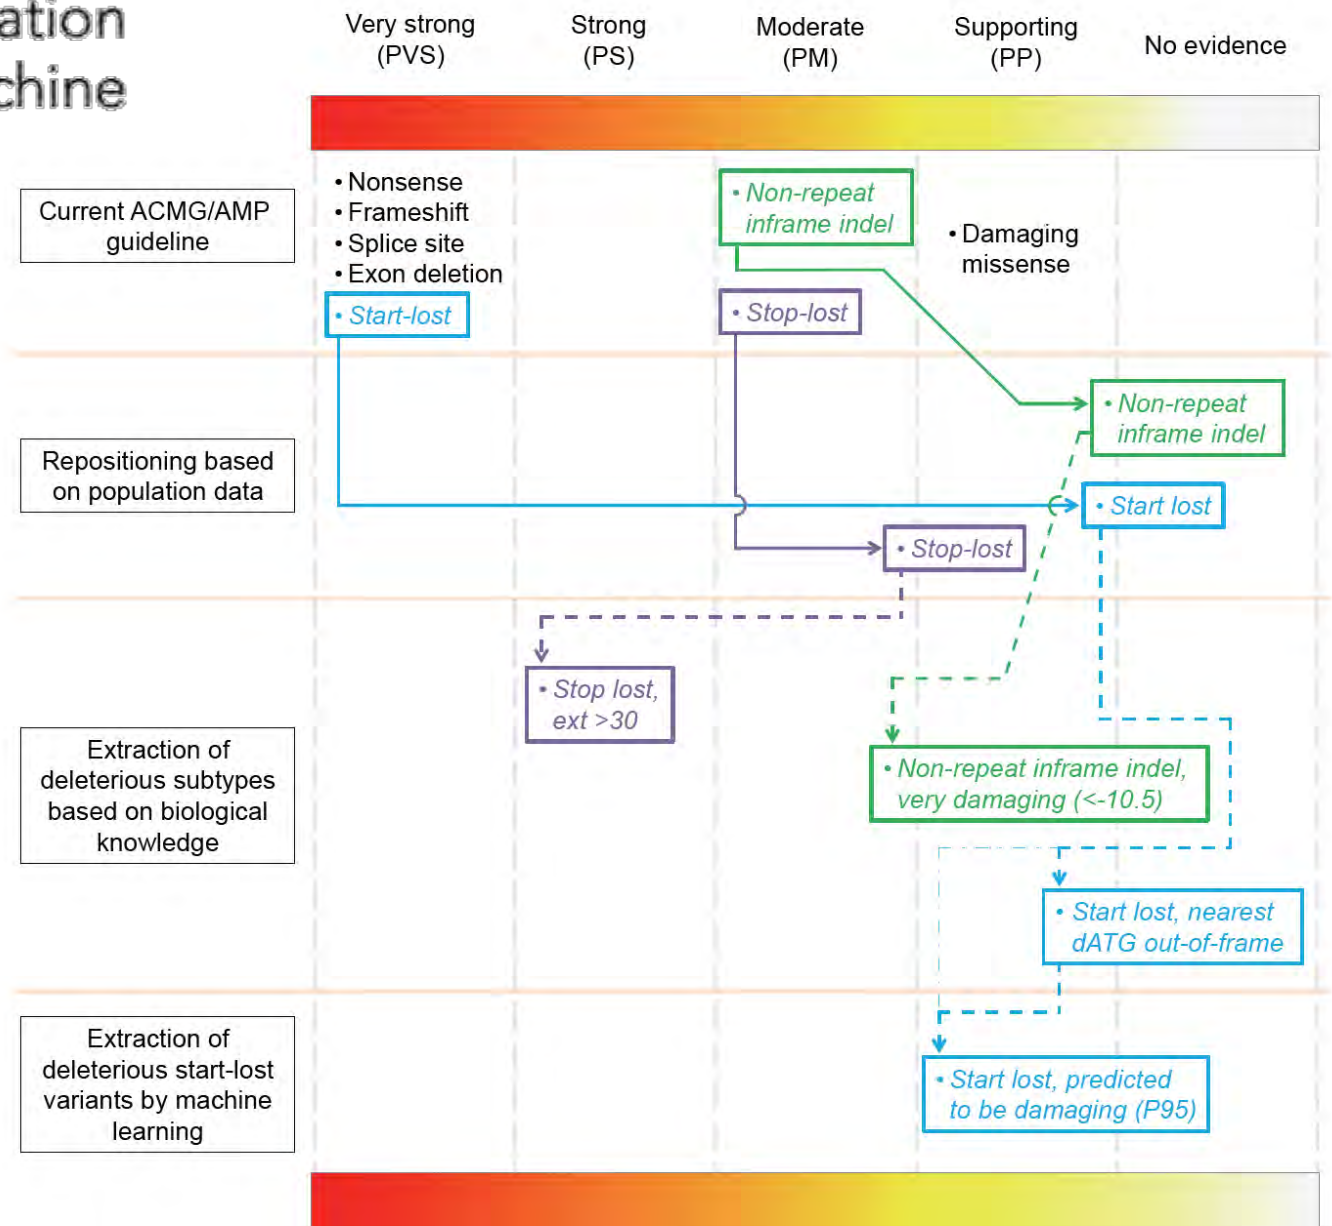 ation
chine
Very strong
(PVS)
Strong
(PS)
Moderate
(PM)
Supporting
(PP)
No evidence
Current ACMG/AMP
guideline
• Nonsense
• Frameshift
• Splice site
• Exon deletion
• Start-lost
• Non-repeat
inframe indel
• Stop-lost
• Damaging
missense
Repositioning based
on population data
• Non-repeat
inframe indel
• Start lost
• Stop-lost
Extraction of
deleterious subtypes
based on biological
knowledge
• Stop lost,
ext >30
• Non-repeat inframe indel,
very damaging (<-10.5)
• Start lost, nearest
dATG out-of-frame
Extraction of
deleterious start-lost
variants by machine
learning
• Start lost, predicted
to be damaging (P95)